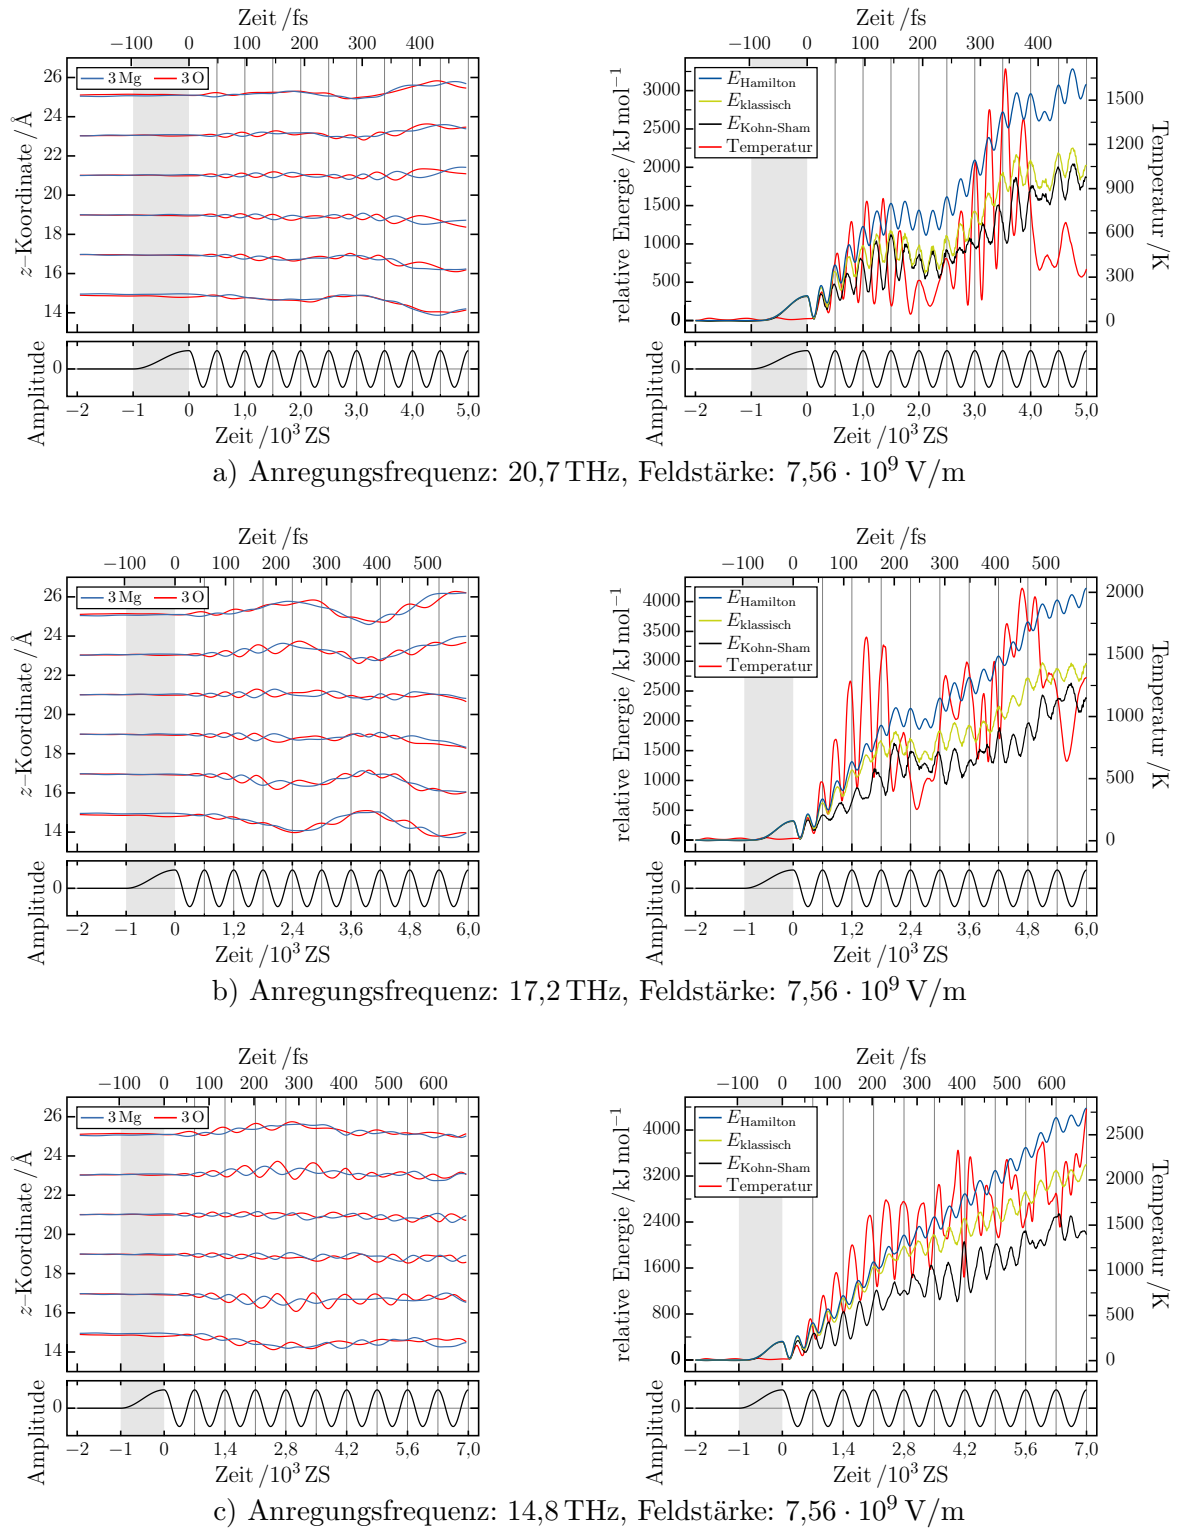 Zeit /fs
−100 0 100 200 300 400
26
23
21
18
16
14
z–Koordinate /Å
3 Mg 3 O
Amplitude
0
−2 −1 0 1,0 2,0 3,0 4,0 5,0
Zeit /10³ ZS
Zeit /fs
−100 0 100 200 300 400
3000
2500
2000
1500
1000
500
0
relative Energie /kJ mol⁻¹
E_Hamilton
E_klassisch
E_Kohn-Sham
Temperatur
1500
1200
900
600
300
0
Temperatur /K
Amplitude
0
−2 −1 0 1,0 2,0 3,0 4,0 5,0
Zeit /10³ ZS
a) Anregungsfrequenz: 20,7 THz, Feldstärke: 7,56 · 10⁹ V/m
Zeit /fs
−100 0 100 200 300 400 500
26
23
21
18
16
14
z–Koordinate /Å
3 Mg 3 O
Amplitude
0
−2 −1 0 1,2 2,4 3,6 4,8 6,0
Zeit /10³ ZS
Zeit /fs
−100 0 100 200 300 400 500
4000
3500
3000
2500
2000
1500
1000
500
0
relative Energie /kJ mol⁻¹
E_Hamilton
E_klassisch
E_Kohn-Sham
Temperatur
2000
1500
1000
500
0
Temperatur /K
Amplitude
0
−2 −1 0 1,2 2,4 3,6 4,8 6,0
Zeit /10³ ZS
b) Anregungsfrequenz: 17,2 THz, Feldstärke: 7,56 · 10⁹ V/m
Zeit /fs
−100 0 100 200 300 400 500 600
26
23
21
18
16
14
z–Koordinate /Å
3 Mg 3 O
Amplitude
0
−2 −1 0 1,4 2,8 4,2 5,6 7,0
Zeit /10³ ZS
Zeit /fs
−100 0 100 200 300 400 500 600
4000
3200
2400
1600
800
0
relative Energie /kJ mol⁻¹
E_Hamilton
E_klassisch
E_Kohn-Sham
Temperatur
2500
2000
1500
1000
500
0
Temperatur /K
Amplitude
0
−2 −1 0 1,4 2,8 4,2 5,6 7,0
Zeit /10³ ZS
c) Anregungsfrequenz: 14,8 THz, Feldstärke: 7,56 · 10⁹ V/m